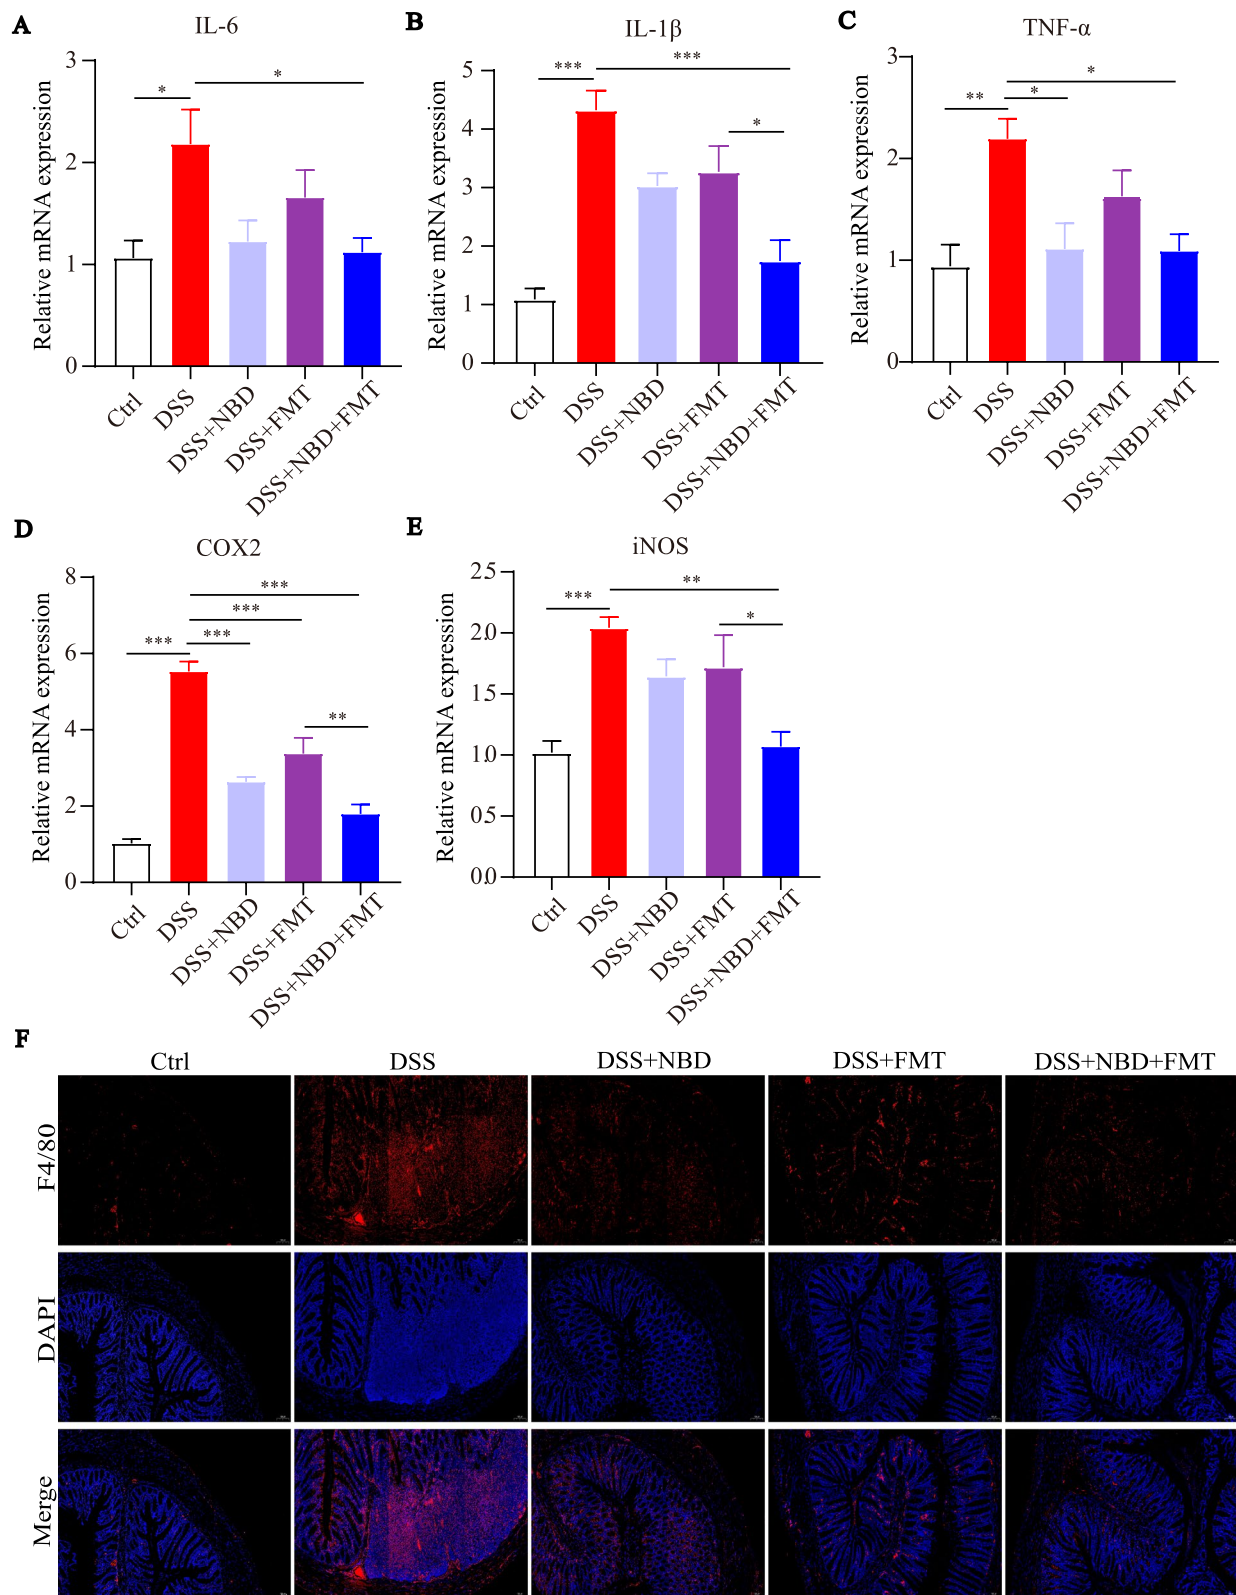 A
IL-6
Relative mRNA expression
3
2
1
0
*
*
Ctrl
DSS
DSS+NBD
DSS+FMT
DSS+NBD+FMT
B
IL-1β
Relative mRNA expression
5
4
3
2
1
0
***
***
*
Ctrl
DSS
DSS+NBD
DSS+FMT
DSS+NBD+FMT
C
TNF-α
Relative mRNA expression
3
2
1
0
**
*
*
Ctrl
DSS
DSS+NBD
DSS+FMT
DSS+NBD+FMT
D
COX2
Relative mRNA expression
8
6
4
2
0
***
***
***
***
**
Ctrl
DSS
DSS+NBD
DSS+FMT
DSS+NBD+FMT
E
iNOS
Relative mRNA expression
2.5
2.0
1.5
1.0
0.5
0.0
***
**
*
Ctrl
DSS
DSS+NBD
DSS+FMT
DSS+NBD+FMT
F
Ctrl
DSS
DSS+NBD
DSS+FMT
DSS+NBD+FMT
F4/80
DAPI
Merge